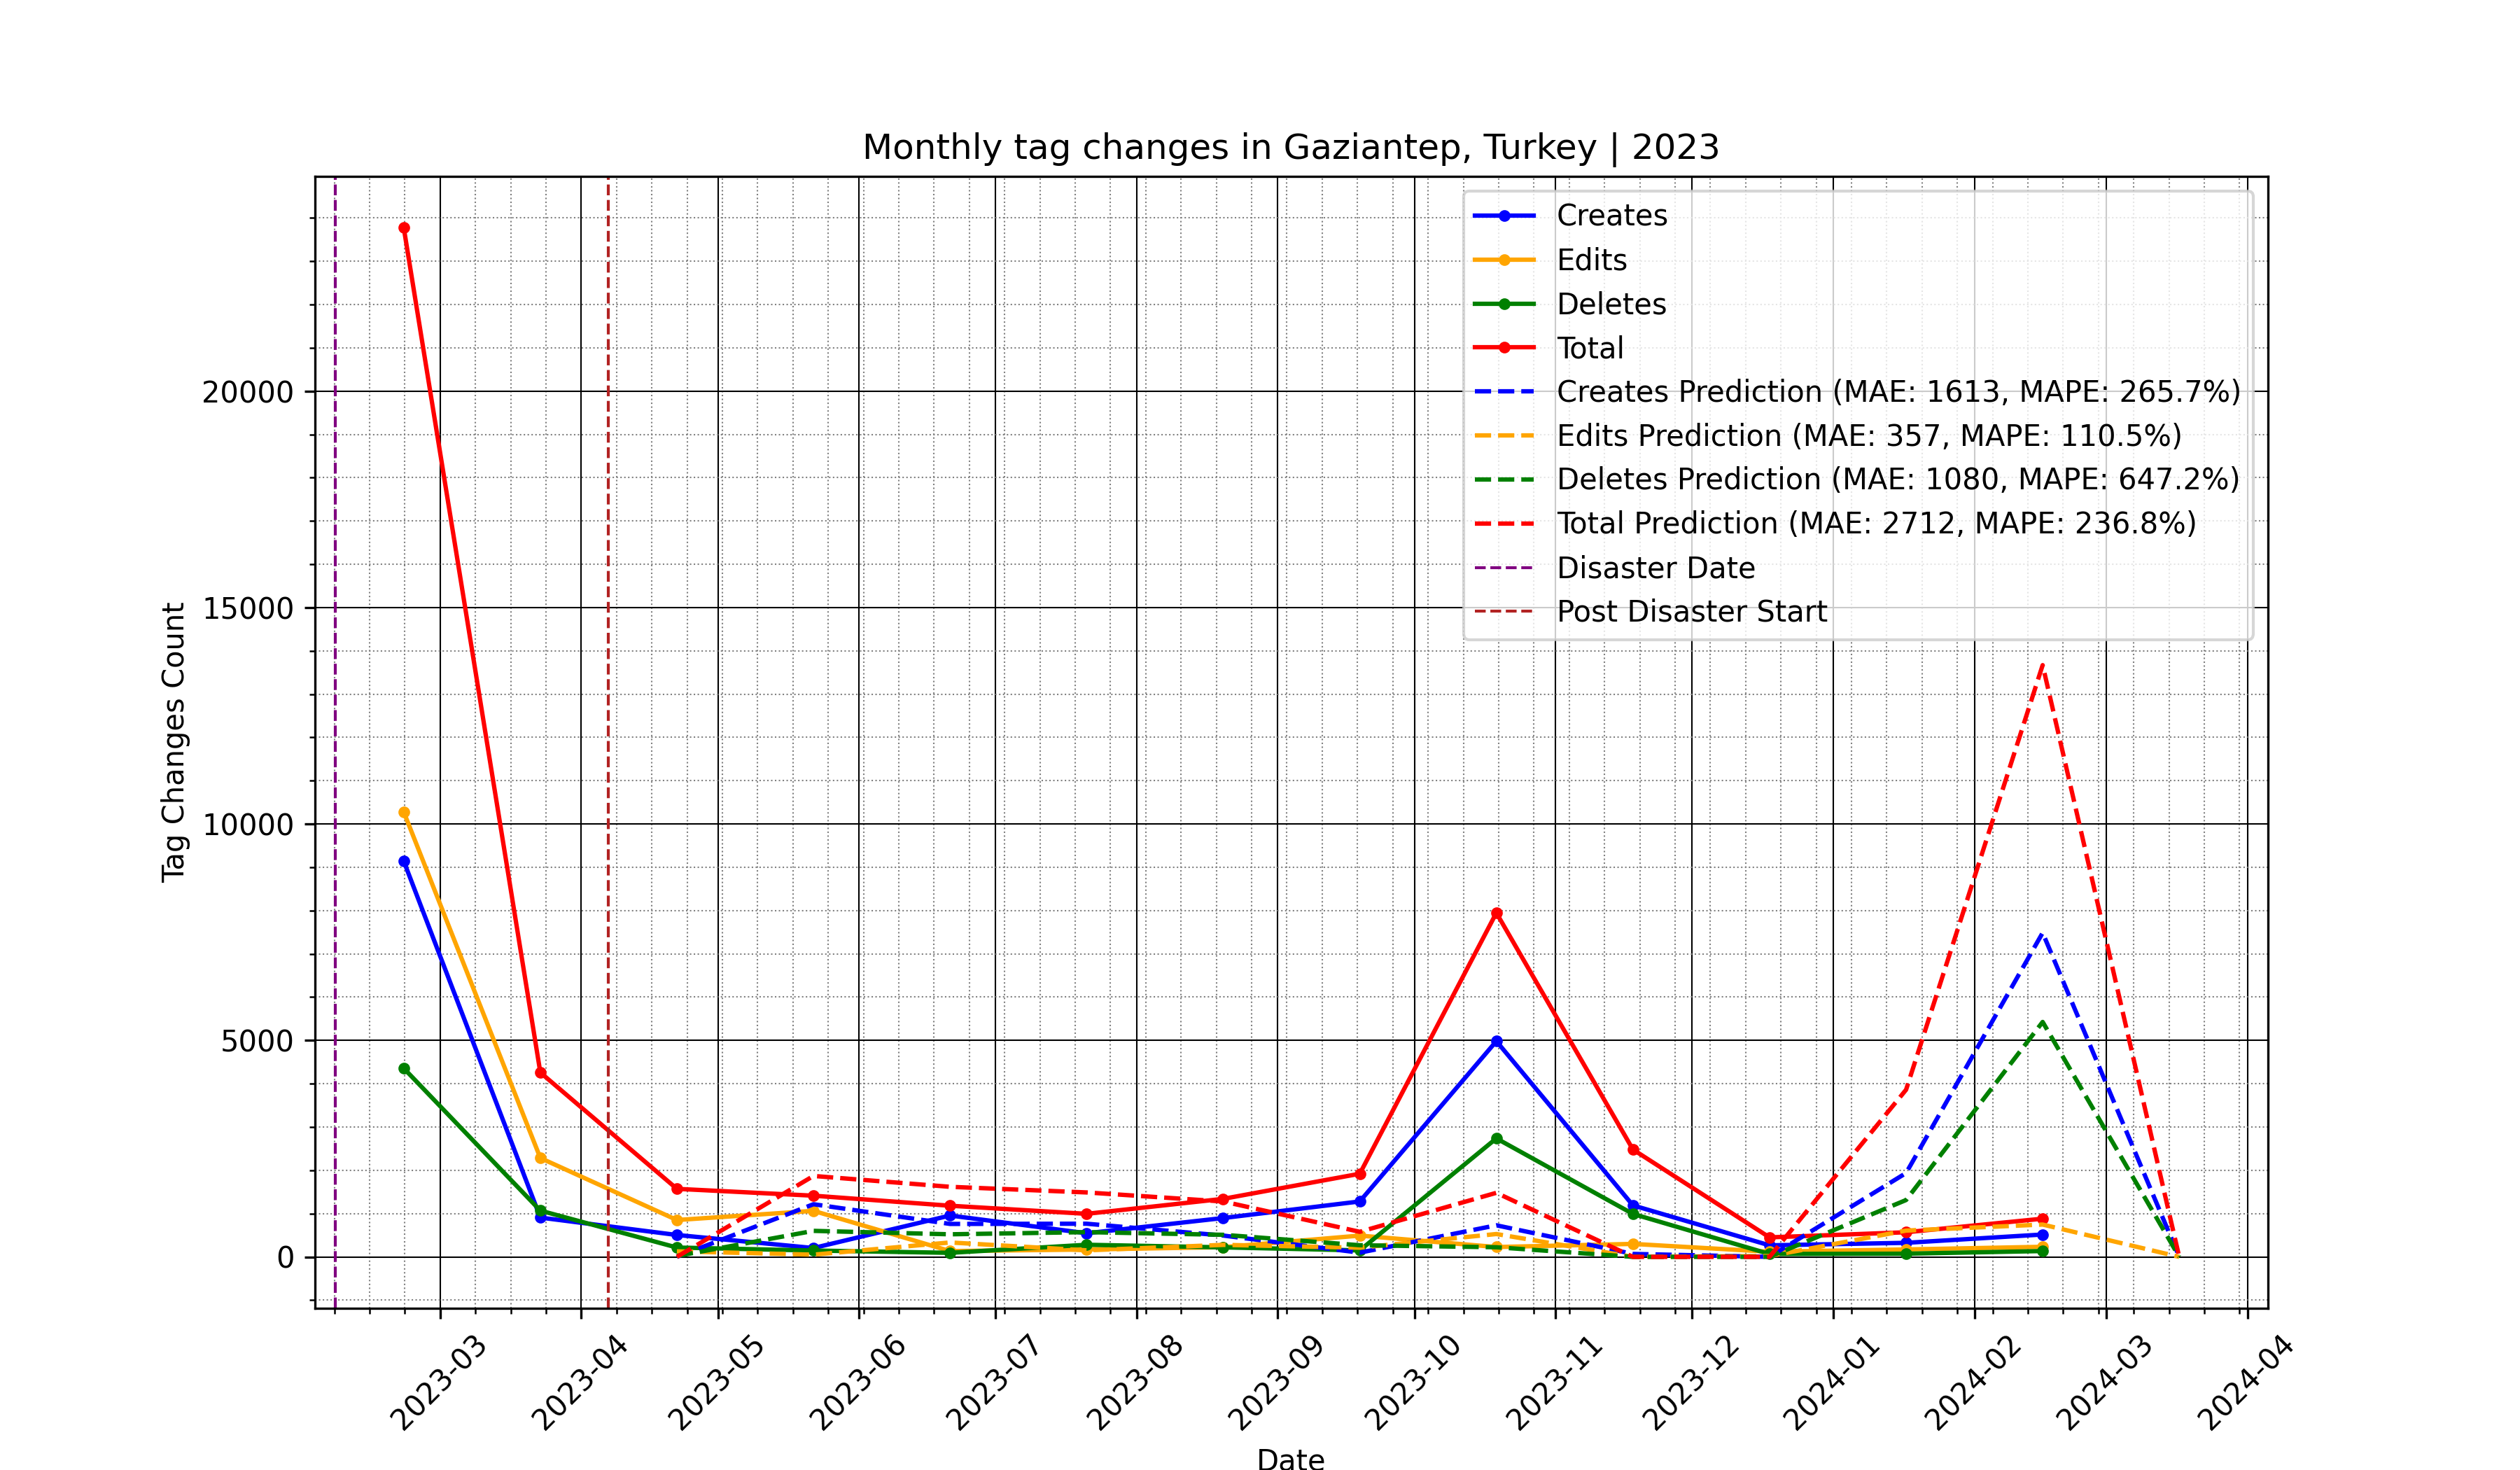 Monthly tag changes in Gaziantep, Turkey | 2023
Creates
Edits
Deletes
Total
Creates Prediction (MAE: 1613, MAPE: 265.7%)
Edits Prediction (MAE: 357, MAPE: 110.5%)
Deletes Prediction (MAE: 1080, MAPE: 647.2%)
Total Prediction (MAE: 2712, MAPE: 236.8%)
Disaster Date
Post Disaster Start
Tag Changes Count
20000
15000
10000
5000
0
2023-03
2023-04
2023-05
2023-06
2023-07
2023-08
2023-09
2023-10
2023-11
2023-12
2024-01
2024-02
2024-03
2024-04
Date